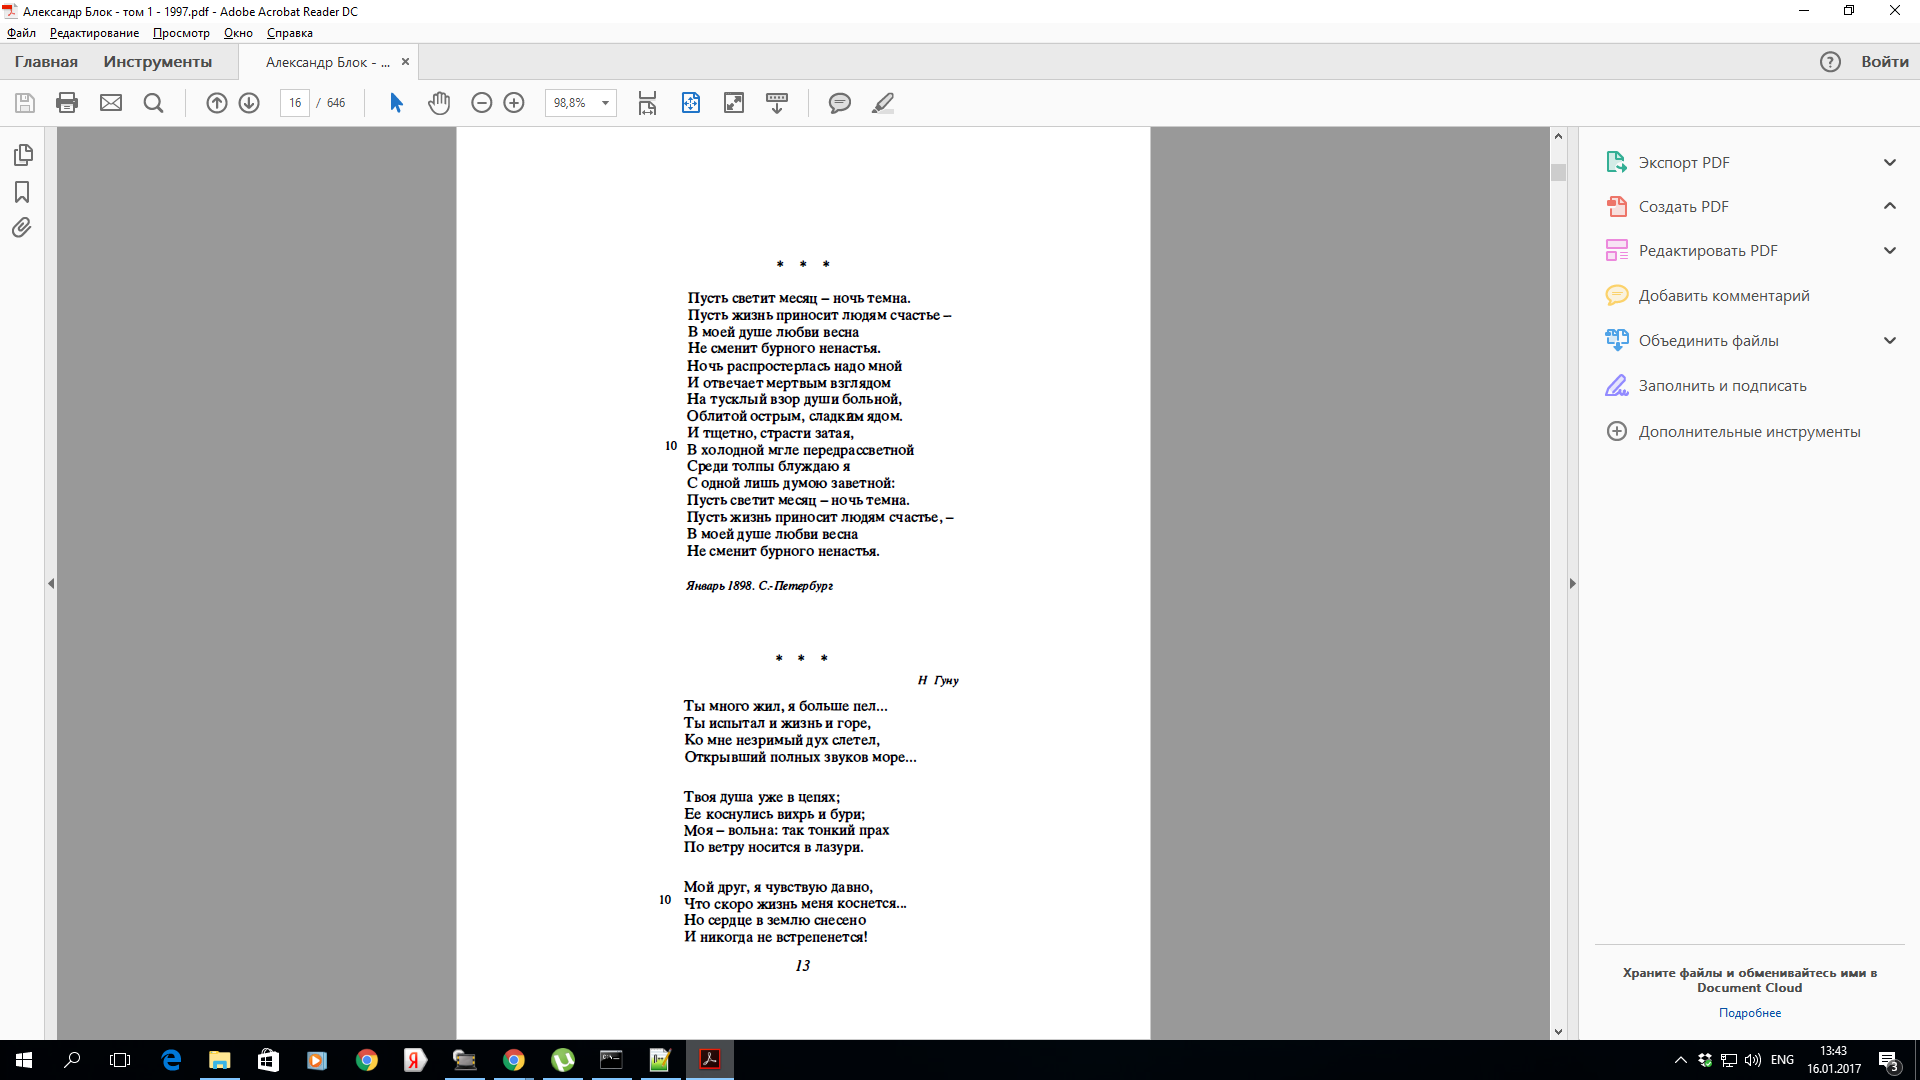 Александр Блок - том 1 - 1997.pdf - Adobe Acrobat Reader DC
Файл Редактирование Просмотр Окно Справка
Главная Инструменты Александр Блок - ... × Войти
16 / 646 98,8%
* * *
Пусть светит месяц – ночь темна.
Пусть жизнь приносит людям счастье –
В моей душе любви весна
Не сменит бурного ненастья.
Ночь распростерлась надо мной
И отвечает мертвым взглядом
На тусклый взор души больной,
Облитой острым, сладким ядом.
И тщетно, страсти затая,
10 В холодной мгле передрассветной
Среди толпы блуждаю я
С одной лишь думою заветной:
Пусть светит месяц – ночь темна.
Пусть жизнь приносит людям счастье, –
В моей душе любви весна
Не сменит бурного ненастья.
Январь 1898. С.-Петербург
* * *
Н Гуну
Ты много жил, я больше пел...
Ты испытал и жизнь и горе,
Ко мне незримый дух слетел,
Открывший полных звуков море...
Твоя душа уже в цепях;
Ее коснулись вихрь и бури;
Моя – вольна: так тонкий прах
По ветру носится в лазури.
Мой друг, я чувствую давно,
10 Что скоро жизнь меня коснется...
Но сердце в землю снесено
И никогда не встрепенется!
13
Экспорт PDF
Создать PDF
Редактировать PDF
Добавить комментарий
Объединить файлы
Заполнить и подписать
Дополнительные инструменты
Храните файлы и обменивайтесь ими в
Document Cloud
Подробнее
ENG
13:43
16.01.2017
3